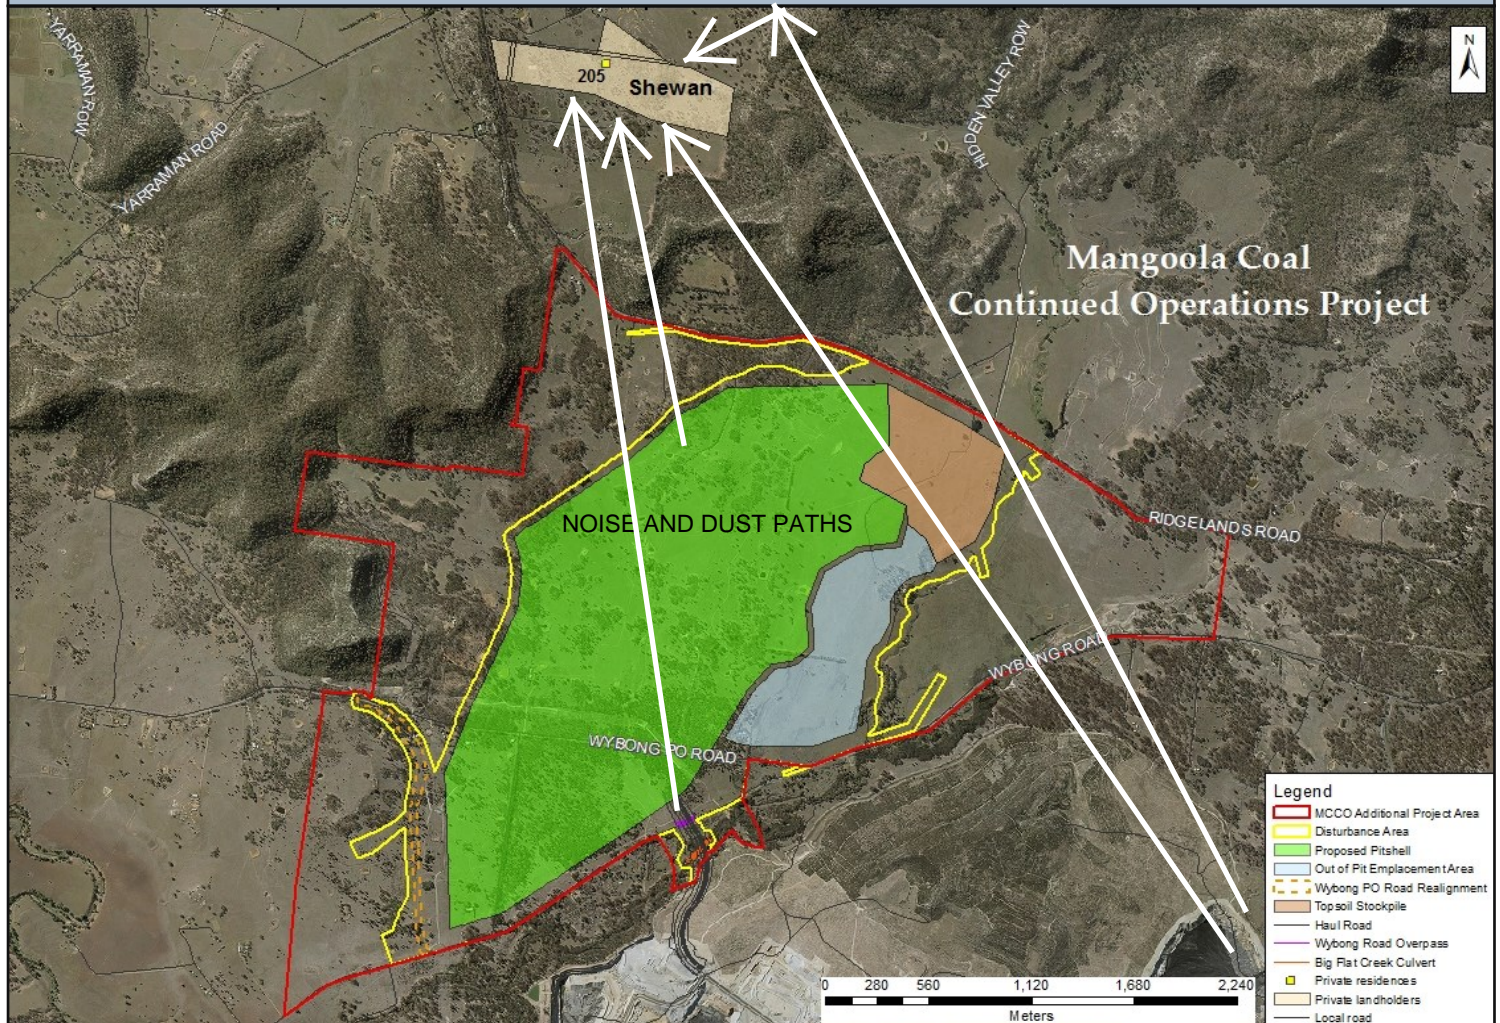 YARRAMAN ROW
N
205
Shewan
HIDDEN VALLEY ROW
YARRAMAN ROAD
Mangoola Coal
Continued Operations Project
NOISE AND DUST PATHS
RIDGELANDS ROAD
WYBONG ROAD
WYBONG PO ROAD
Legend
MCCO Additional Project Area
Disturbance Area
Proposed Pitshell
Out of Pit Emplacement Area
Wybong PO Road Realignment
Topsoil Stockpile
Haul Road
Wybong Road Overpass
Big Flat Creek Culvert
Private residences
Private landholders
Local road
0 280 560 1,120 1,680 2,240
Meters